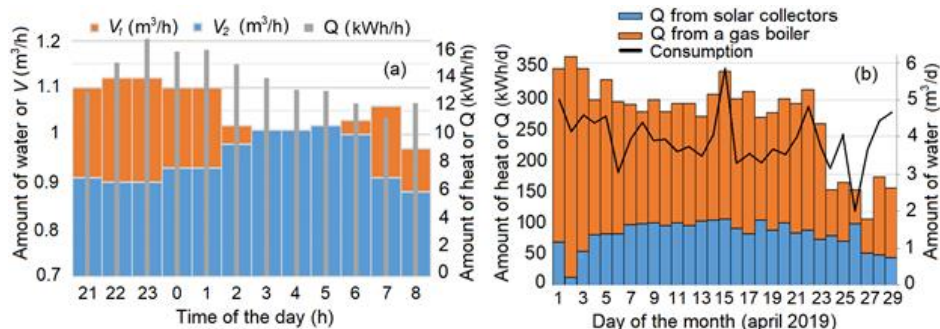 V₁ (m³/h) V₂ (m³/h) Q (kWh/h)
(a)
Amount of water or V (m³/h)
1.2
1.1
1
0.9
0.8
0.7
Amount of heat or Q (kWh/h)
16
14
12
10
8
6
4
2
0
21 22 23 0 1 2 3 4 5 6 7 8
Time of the day (h)
Q from solar collectors
Q from a gas boiler
Consumption
(b)
Amount of heat or Q (kWh/d)
350
300
250
200
150
100
50
0
Amount of water (m³/d)
6
5
4
3
2
1
0
1 3 5 7 9 11 13 15 17 19 21 23 25 27 29
Day of the month (april 2019)